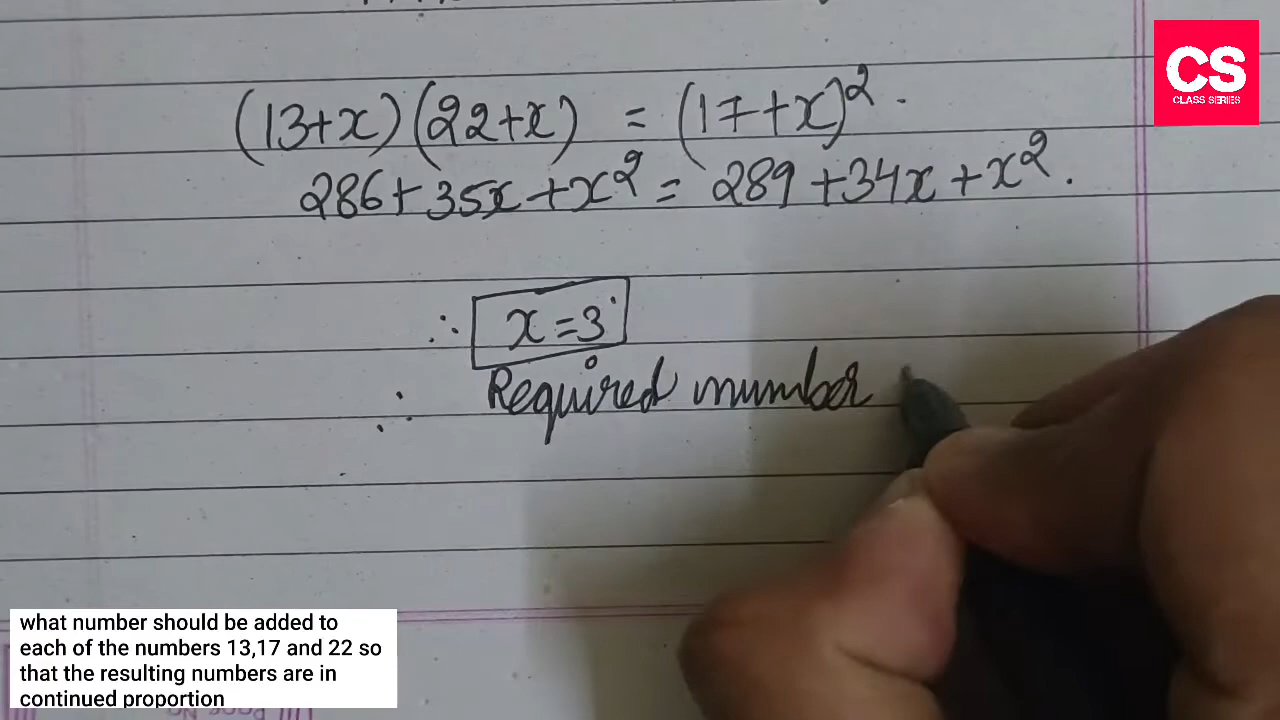 CS
CLASS SERIES
(13+x)(22+x) = (17+x)².
286+35x+x² = 289+34x+x².
∴ x=3
∴ Required number
what number should be added to
each of the numbers 13,17 and 22 so
that the resulting numbers are in
continued proportion